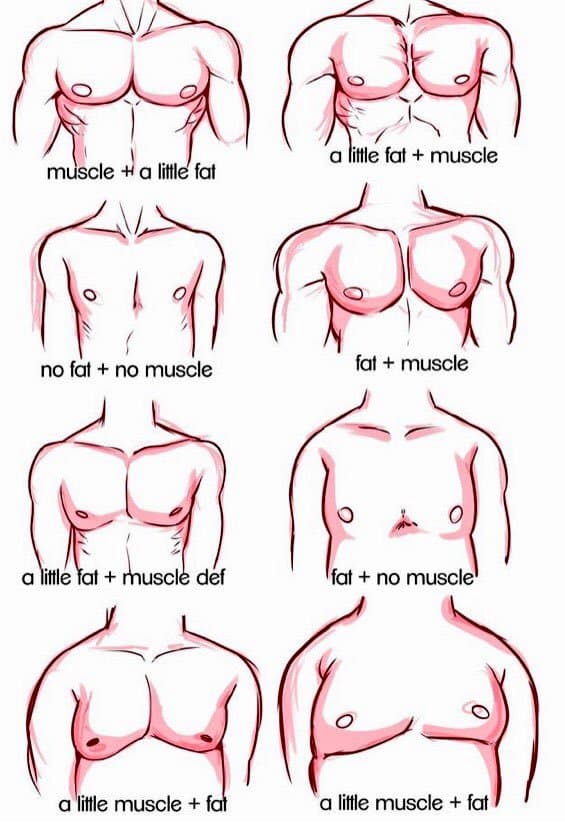 muscle + a little fat
a little fat + muscle
no fat + no muscle
fat + muscle
a little fat + muscle def
fat + no muscle
a little muscle + fat
a little muscle + fat